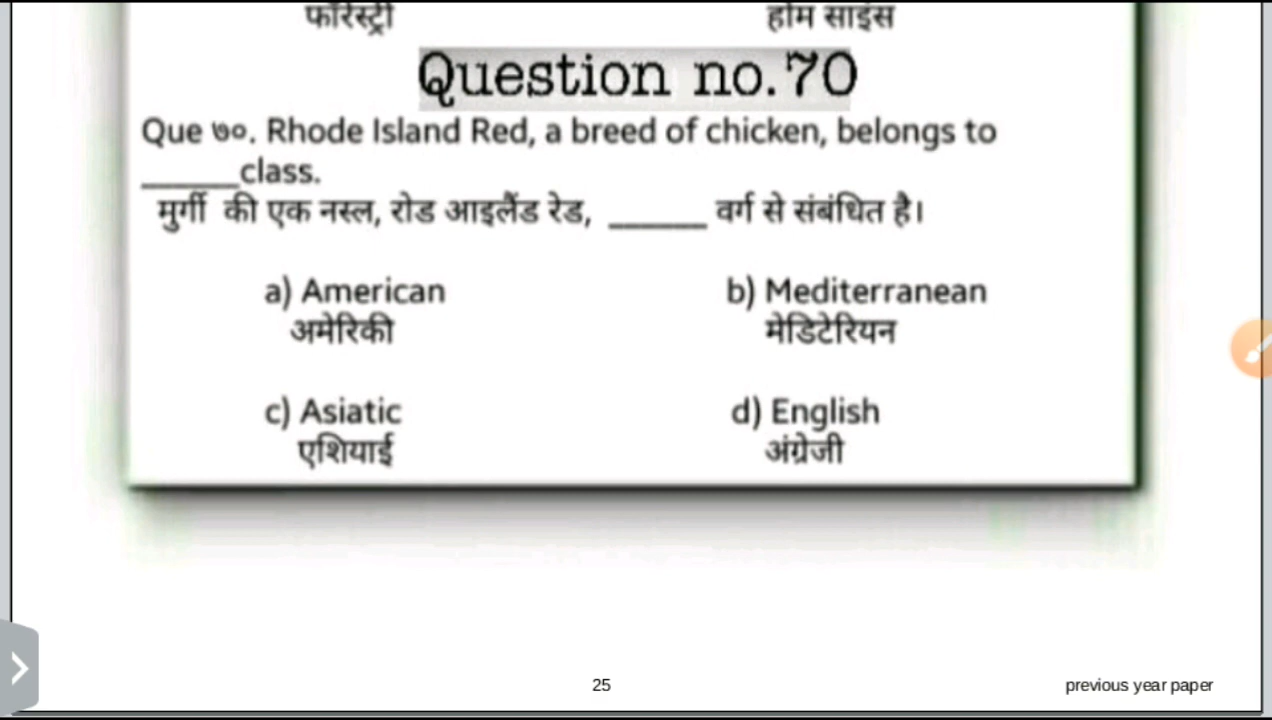 फॉरेस्ट्री होम साइंस
Question no.70
Que ७०. Rhode Island Red, a breed of chicken, belongs to
______class.
मुर्गी की एक नस्ल, रोड आइलैंड रेड, ______ वर्ग से संबंधित है।
a) American b) Mediterranean
अमेरिकी मेडिटेरियन
c) Asiatic d) English
एशियाई अंग्रेजी
25 previous year paper